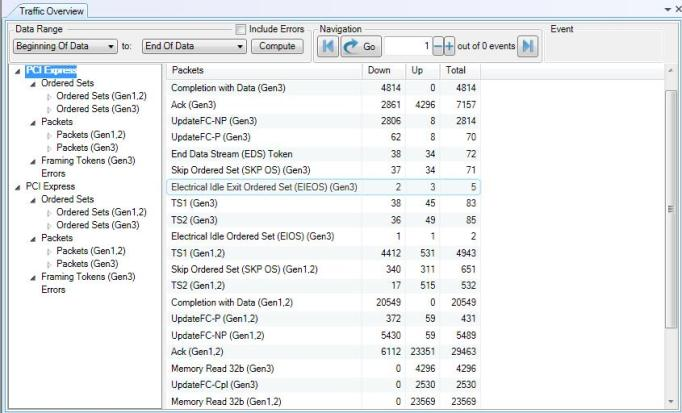 Traffic Overview
Data Range Include Errors Navigation Event
Beginning Of Data to: End Of Data Compute Go 1 out of 0 events
PCI Express
Ordered Sets
Ordered Sets (Gen1,2)
Ordered Sets (Gen3)
Packets
Packets (Gen1,2)
Packets (Gen3)
Framing Tokens (Gen3)
Errors
PCI Express
Ordered Sets
Ordered Sets (Gen1,2)
Ordered Sets (Gen3)
Packets
Packets (Gen1,2)
Packets (Gen3)
Framing Tokens (Gen3)
Errors
Packets Down Up Total
Completion with Data (Gen3) 4814 0 4814
Ack (Gen3) 2861 4296 7157
UpdateFC-NP (Gen3) 2806 8 2814
UpdateFC-P (Gen3) 62 8 70
End Data Stream (EDS) Token 38 34 72
Skip Ordered Set (SKP OS) (Gen3) 37 34 71
Electrical Idle Exit Ordered Set (EIEOS) (Gen3) 2 3 5
TS1 (Gen3) 38 45 83
TS2 (Gen3) 36 49 85
Electrical Idle Ordered Set (EIOS) (Gen3) 1 1 2
TS1 (Gen1,2) 4412 531 4943
Skip Ordered Set (SKP OS) (Gen1,2) 340 311 651
TS2 (Gen1,2) 17 515 532
Completion with Data (Gen1,2) 20549 0 20549
UpdateFC-P (Gen1,2) 372 59 431
UpdateFC-NP (Gen1,2) 5430 59 5489
Ack (Gen1,2) 6112 23351 29463
Memory Read 32b (Gen3) 0 4296 4296
UpdateFC-Cpl (Gen3) 0 2530 2530
Memory Read 32b (Gen1,2) 0 23569 23569